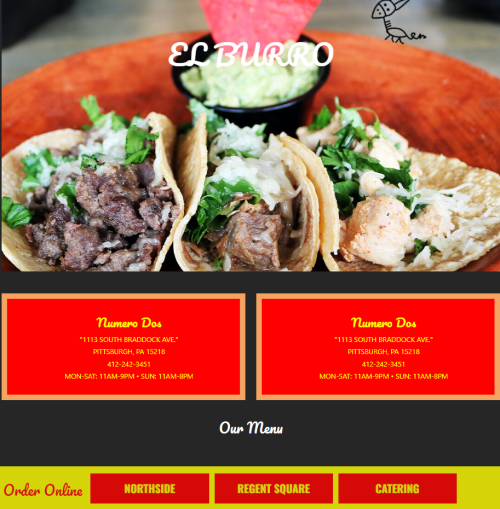 EL BURRO
Numero Dos
"1113 SOUTH BRADDOCK AVE."
PITTSBURGH, PA 15218
412-242-3451
MON-SAT: 11AM-9PM • SUN: 11AM-8PM
Numero Dos
"1113 SOUTH BRADDOCK AVE."
PITTSBURGH, PA 15218
412-242-3451
MON-SAT: 11AM-9PM • SUN: 11AM-8PM
Our Menu
Order Online
NORTHSIDE
REGENT SQUARE
CATERING